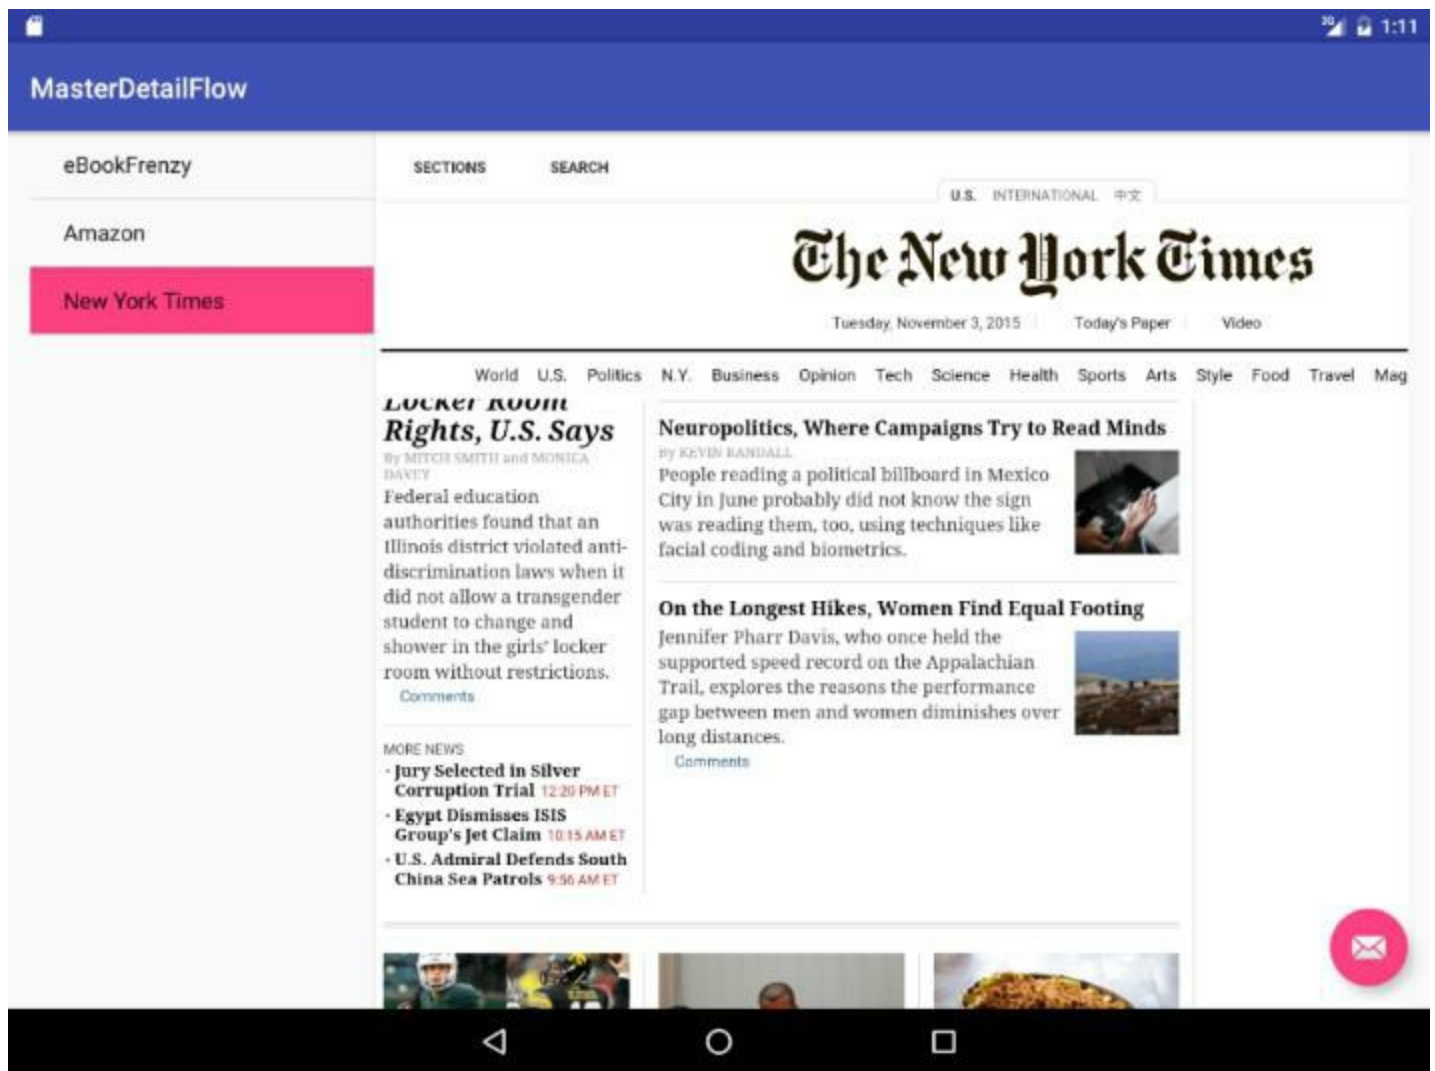 3G 1:11
MasterDetailFlow
eBookFrenzy
Amazon
New York Times
SECTIONS SEARCH
U.S. INTERNATIONAL 中文
The New York Times
Tuesday, November 3, 2015 Today's Paper Video
World U.S. Politics N.Y. Business Opinion Tech Science Health Sports Arts Style Food Travel Mag
Locker Room
Rights, U.S. Says
By MITCH SMITH and MONICA
DAVEY
Federal education
authorities found that an
Illinois district violated anti-
discrimination laws when it
did not allow a transgender
student to change and
shower in the girls' locker
room without restrictions.
Comments
MORE NEWS
· Jury Selected in Silver
Corruption Trial 12:20 PM ET
· Egypt Dismisses ISIS
Group's Jet Claim 10:15 AM ET
· U.S. Admiral Defends South
China Sea Patrols 9:56 AM ET
Neuropolitics, Where Campaigns Try to Read Minds
By KEVIN RANDALL
People reading a political billboard in Mexico
City in June probably did not know the sign
was reading them, too, using techniques like
facial coding and biometrics.
On the Longest Hikes, Women Find Equal Footing
Jennifer Pharr Davis, who once held the
supported speed record on the Appalachian
Trail, explores the reasons the performance
gap between men and women diminishes over
long distances.
Comments